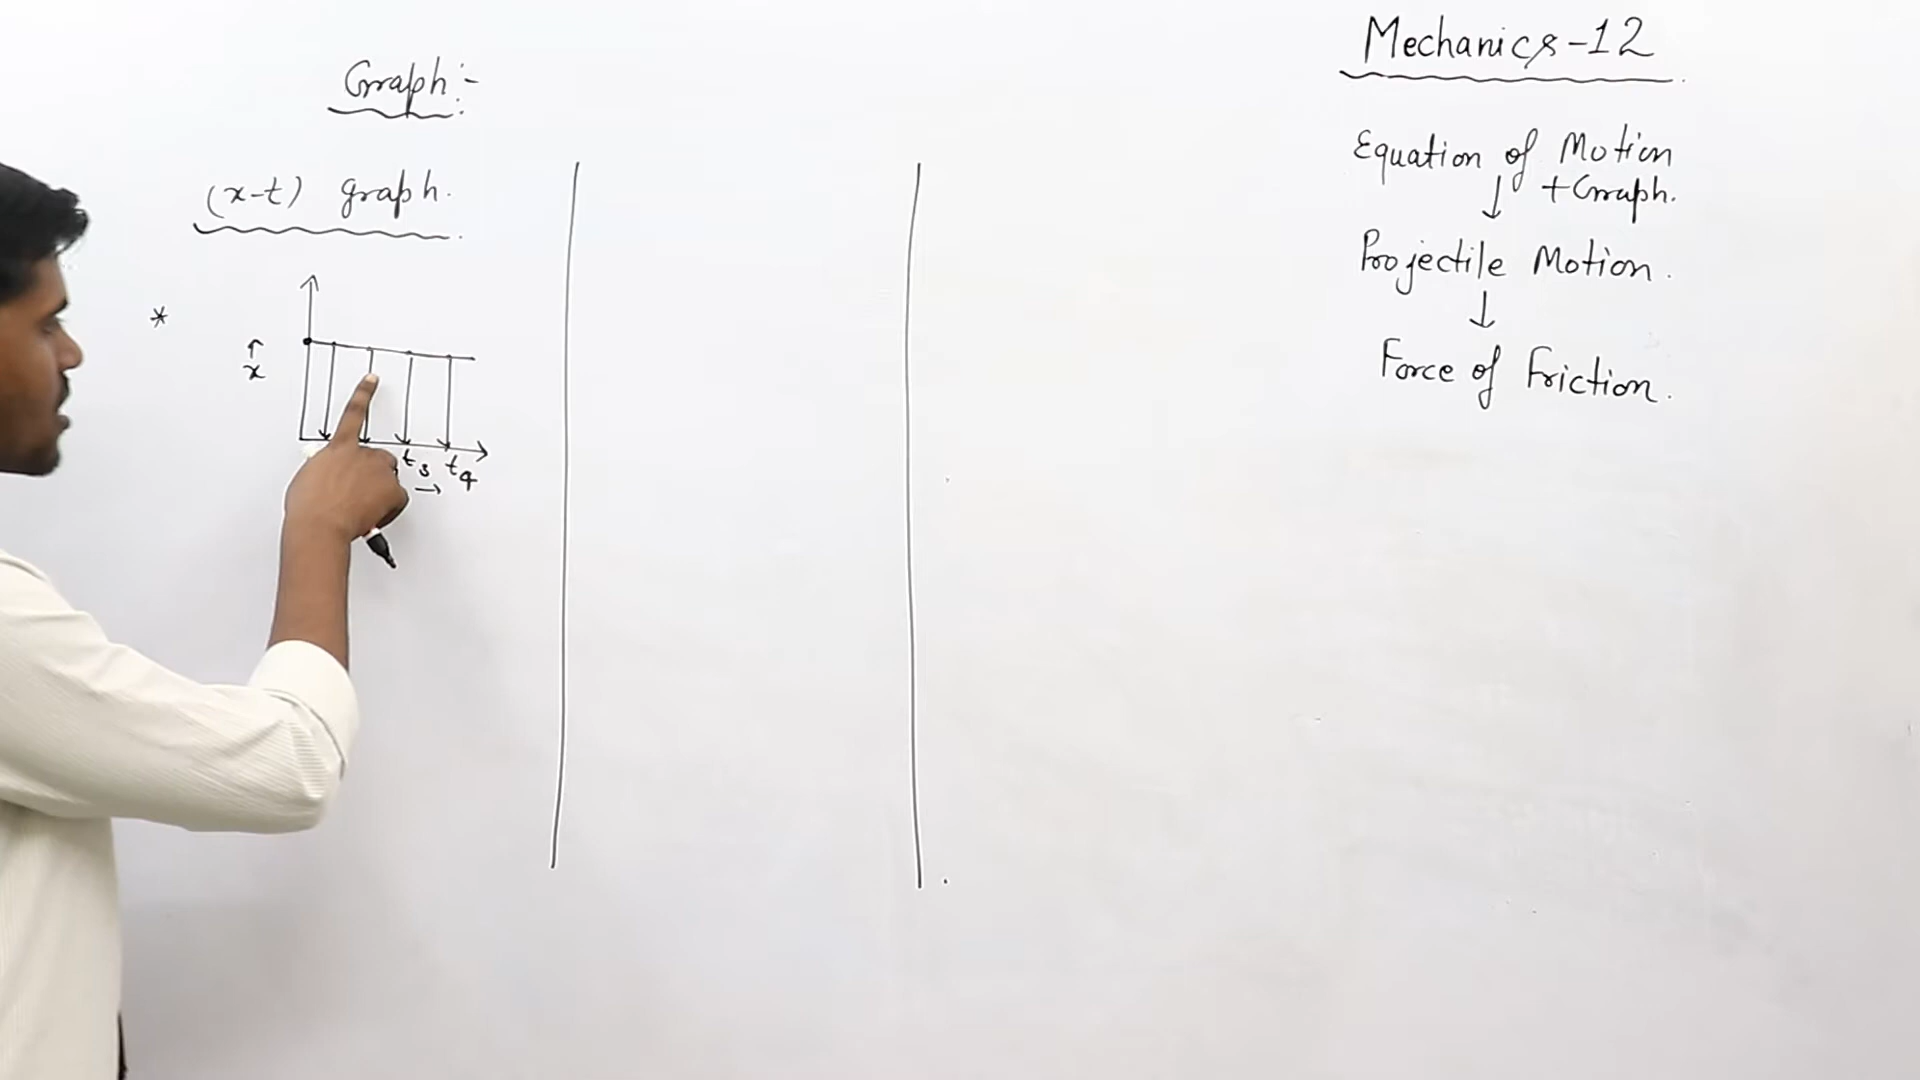 Graph:-
(x-t) graph.
*
x
t3 t4
Mechanics-12
Equation of Motion
+Graph.
Projectile Motion.
Force of Friction.